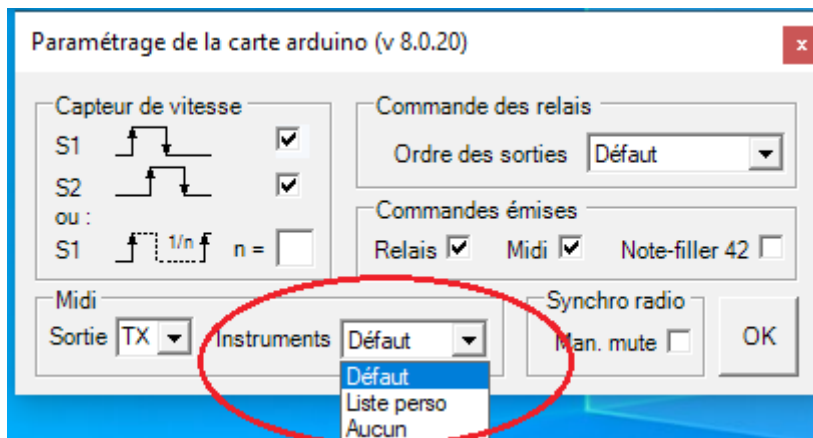 Paramétrage de la carte arduino (v 8.0.20)
x
Capteur de vitesse
S1
S2
ou :
S1 1/n n =
Commande des relais
Ordre des sorties Défaut
Commandes émises
Relais Midi Note-filler 42
Midi
Sortie TX Instruments Défaut
Défaut
Liste perso
Aucun
Synchro radio
Man. mute
OK